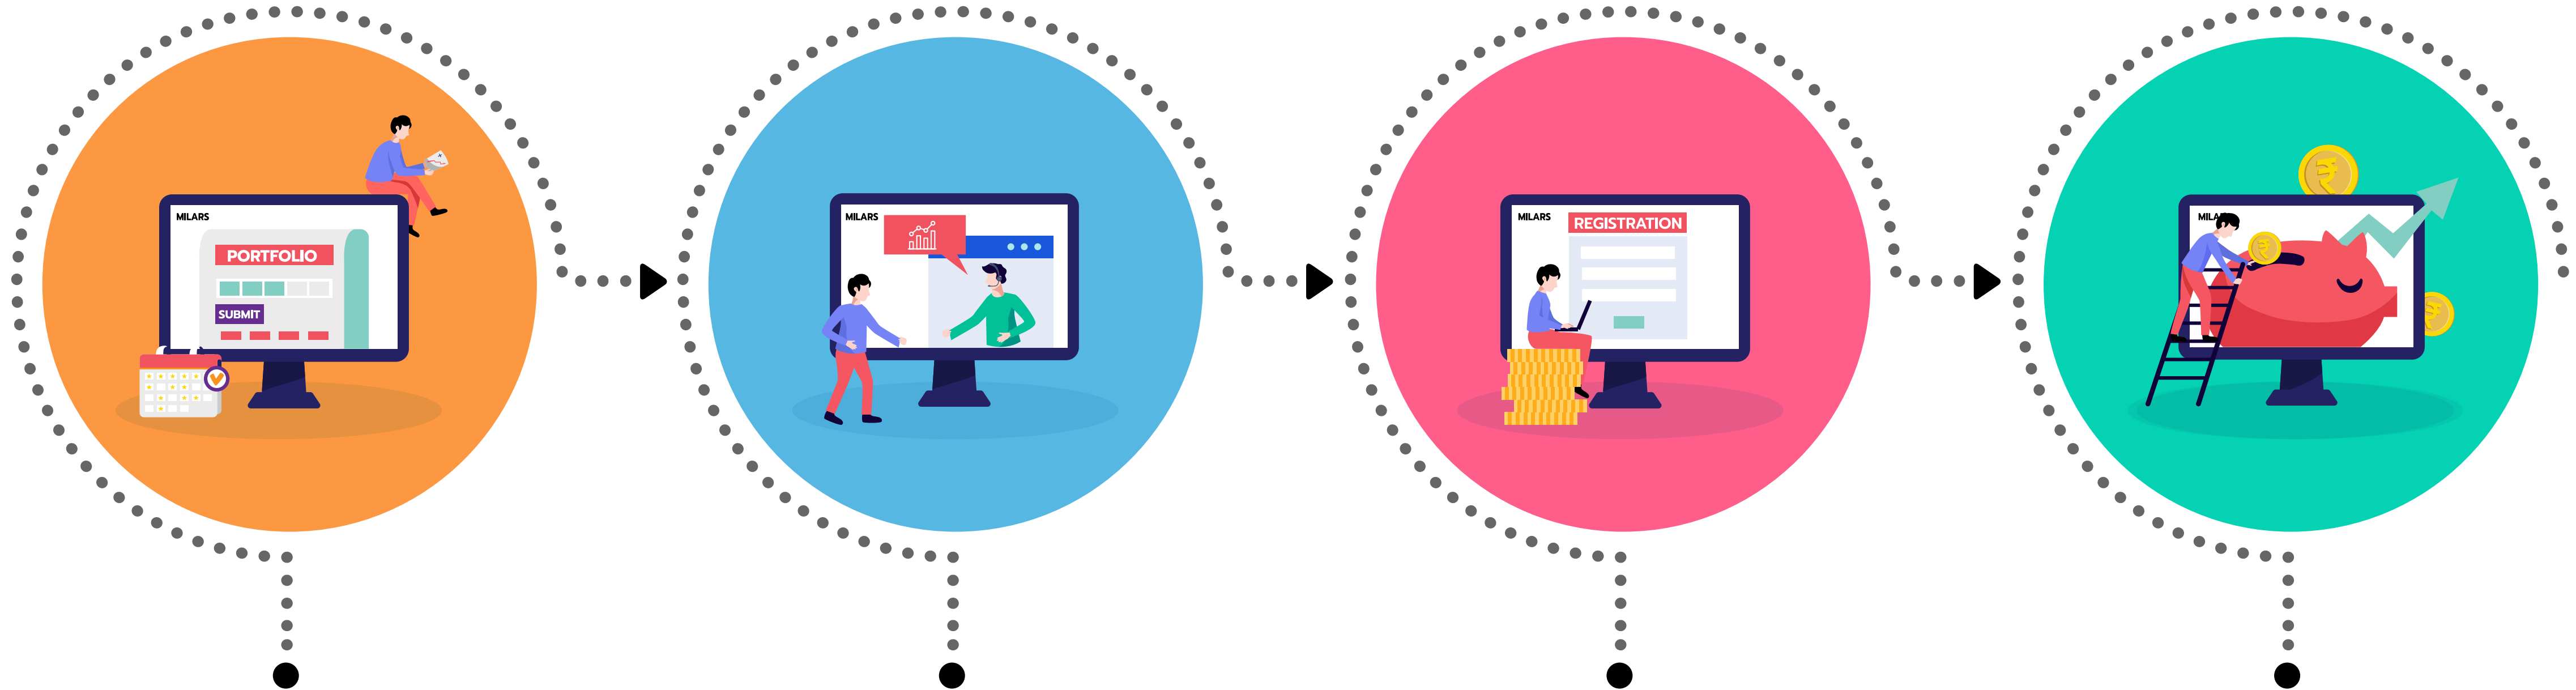 MILARS
PORTFOLIO
SUBMIT
MILARS
MILARS
REGISTRATION
₹
₹
₹